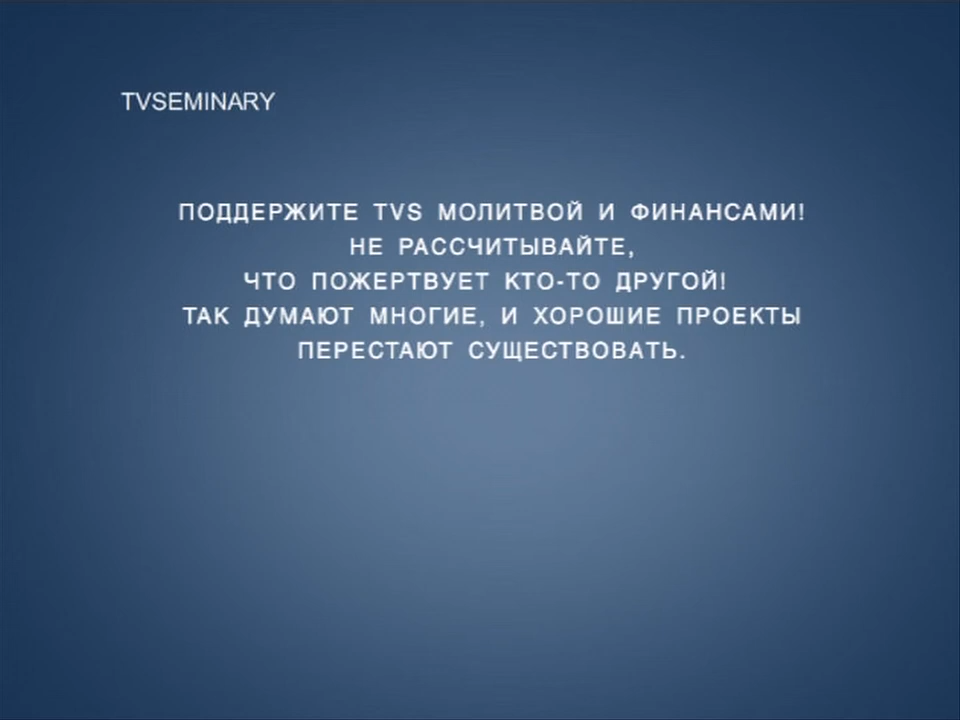 TVSEMINARY
ПОДДЕРЖИТЕ TVS МОЛИТВОЙ И ФИНАНСАМИ!
НЕ РАССЧИТЫВАЙТЕ,
ЧТО ПОЖЕРТВУЕТ КТО-ТО ДРУГОЙ!
ТАК ДУМАЮТ МНОГИЕ, И ХОРОШИЕ ПРОЕКТЫ
ПЕРЕСТАЮТ СУЩЕСТВОВАТЬ.